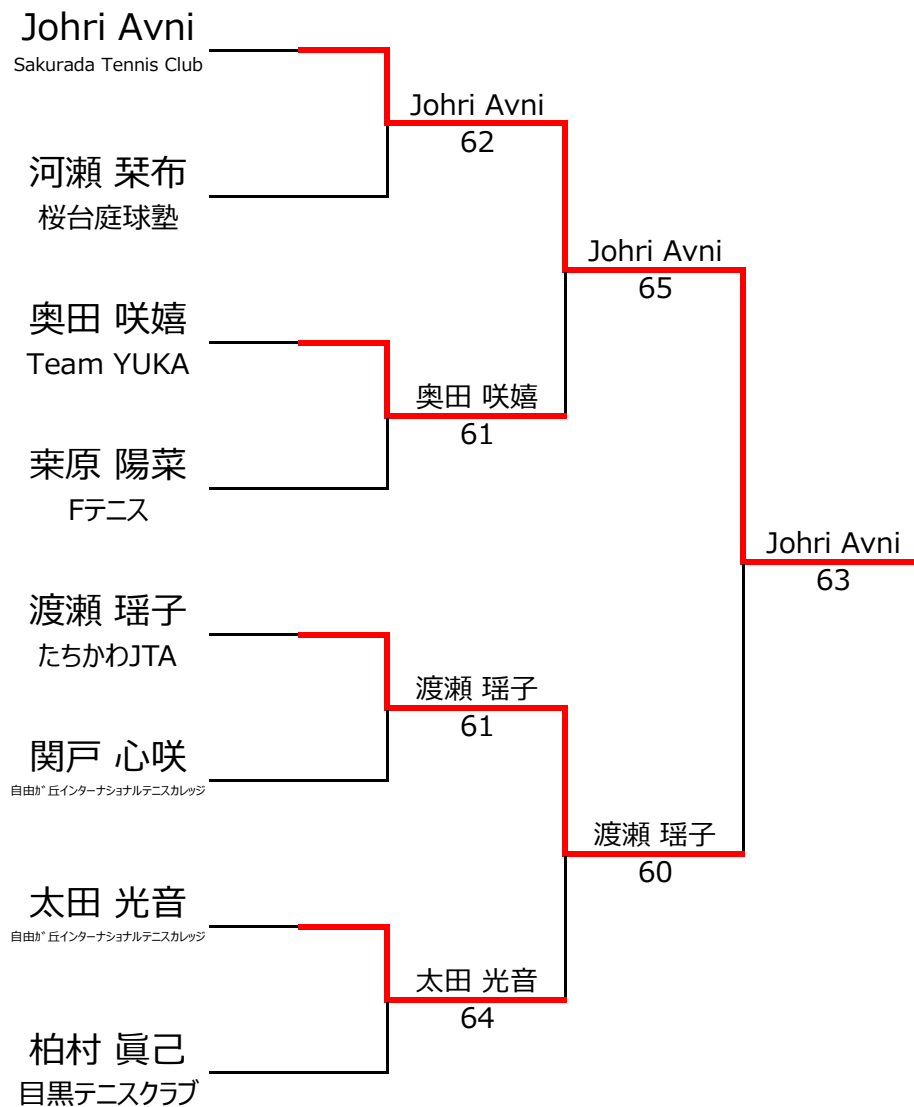 Johri Avni
Sakurada Tennis Club
河瀬 琹布
桜台庭球塾
奥田 咲嬉
Team YUKA
桒原 陽菜
Fテニス
渡瀬 瑶子
たちかわJTA
関戸 心咲
自由が丘インターナショナルテニスカレッジ
太田 光音
自由が丘インターナショナルテニスカレッジ
柏村 眞己
目黒テニスクラブ
Johri Avni
62
奥田 咲嬉
61
渡瀬 瑶子
61
太田 光音
64
Johri Avni
65
渡瀬 瑶子
60
Johri Avni
63